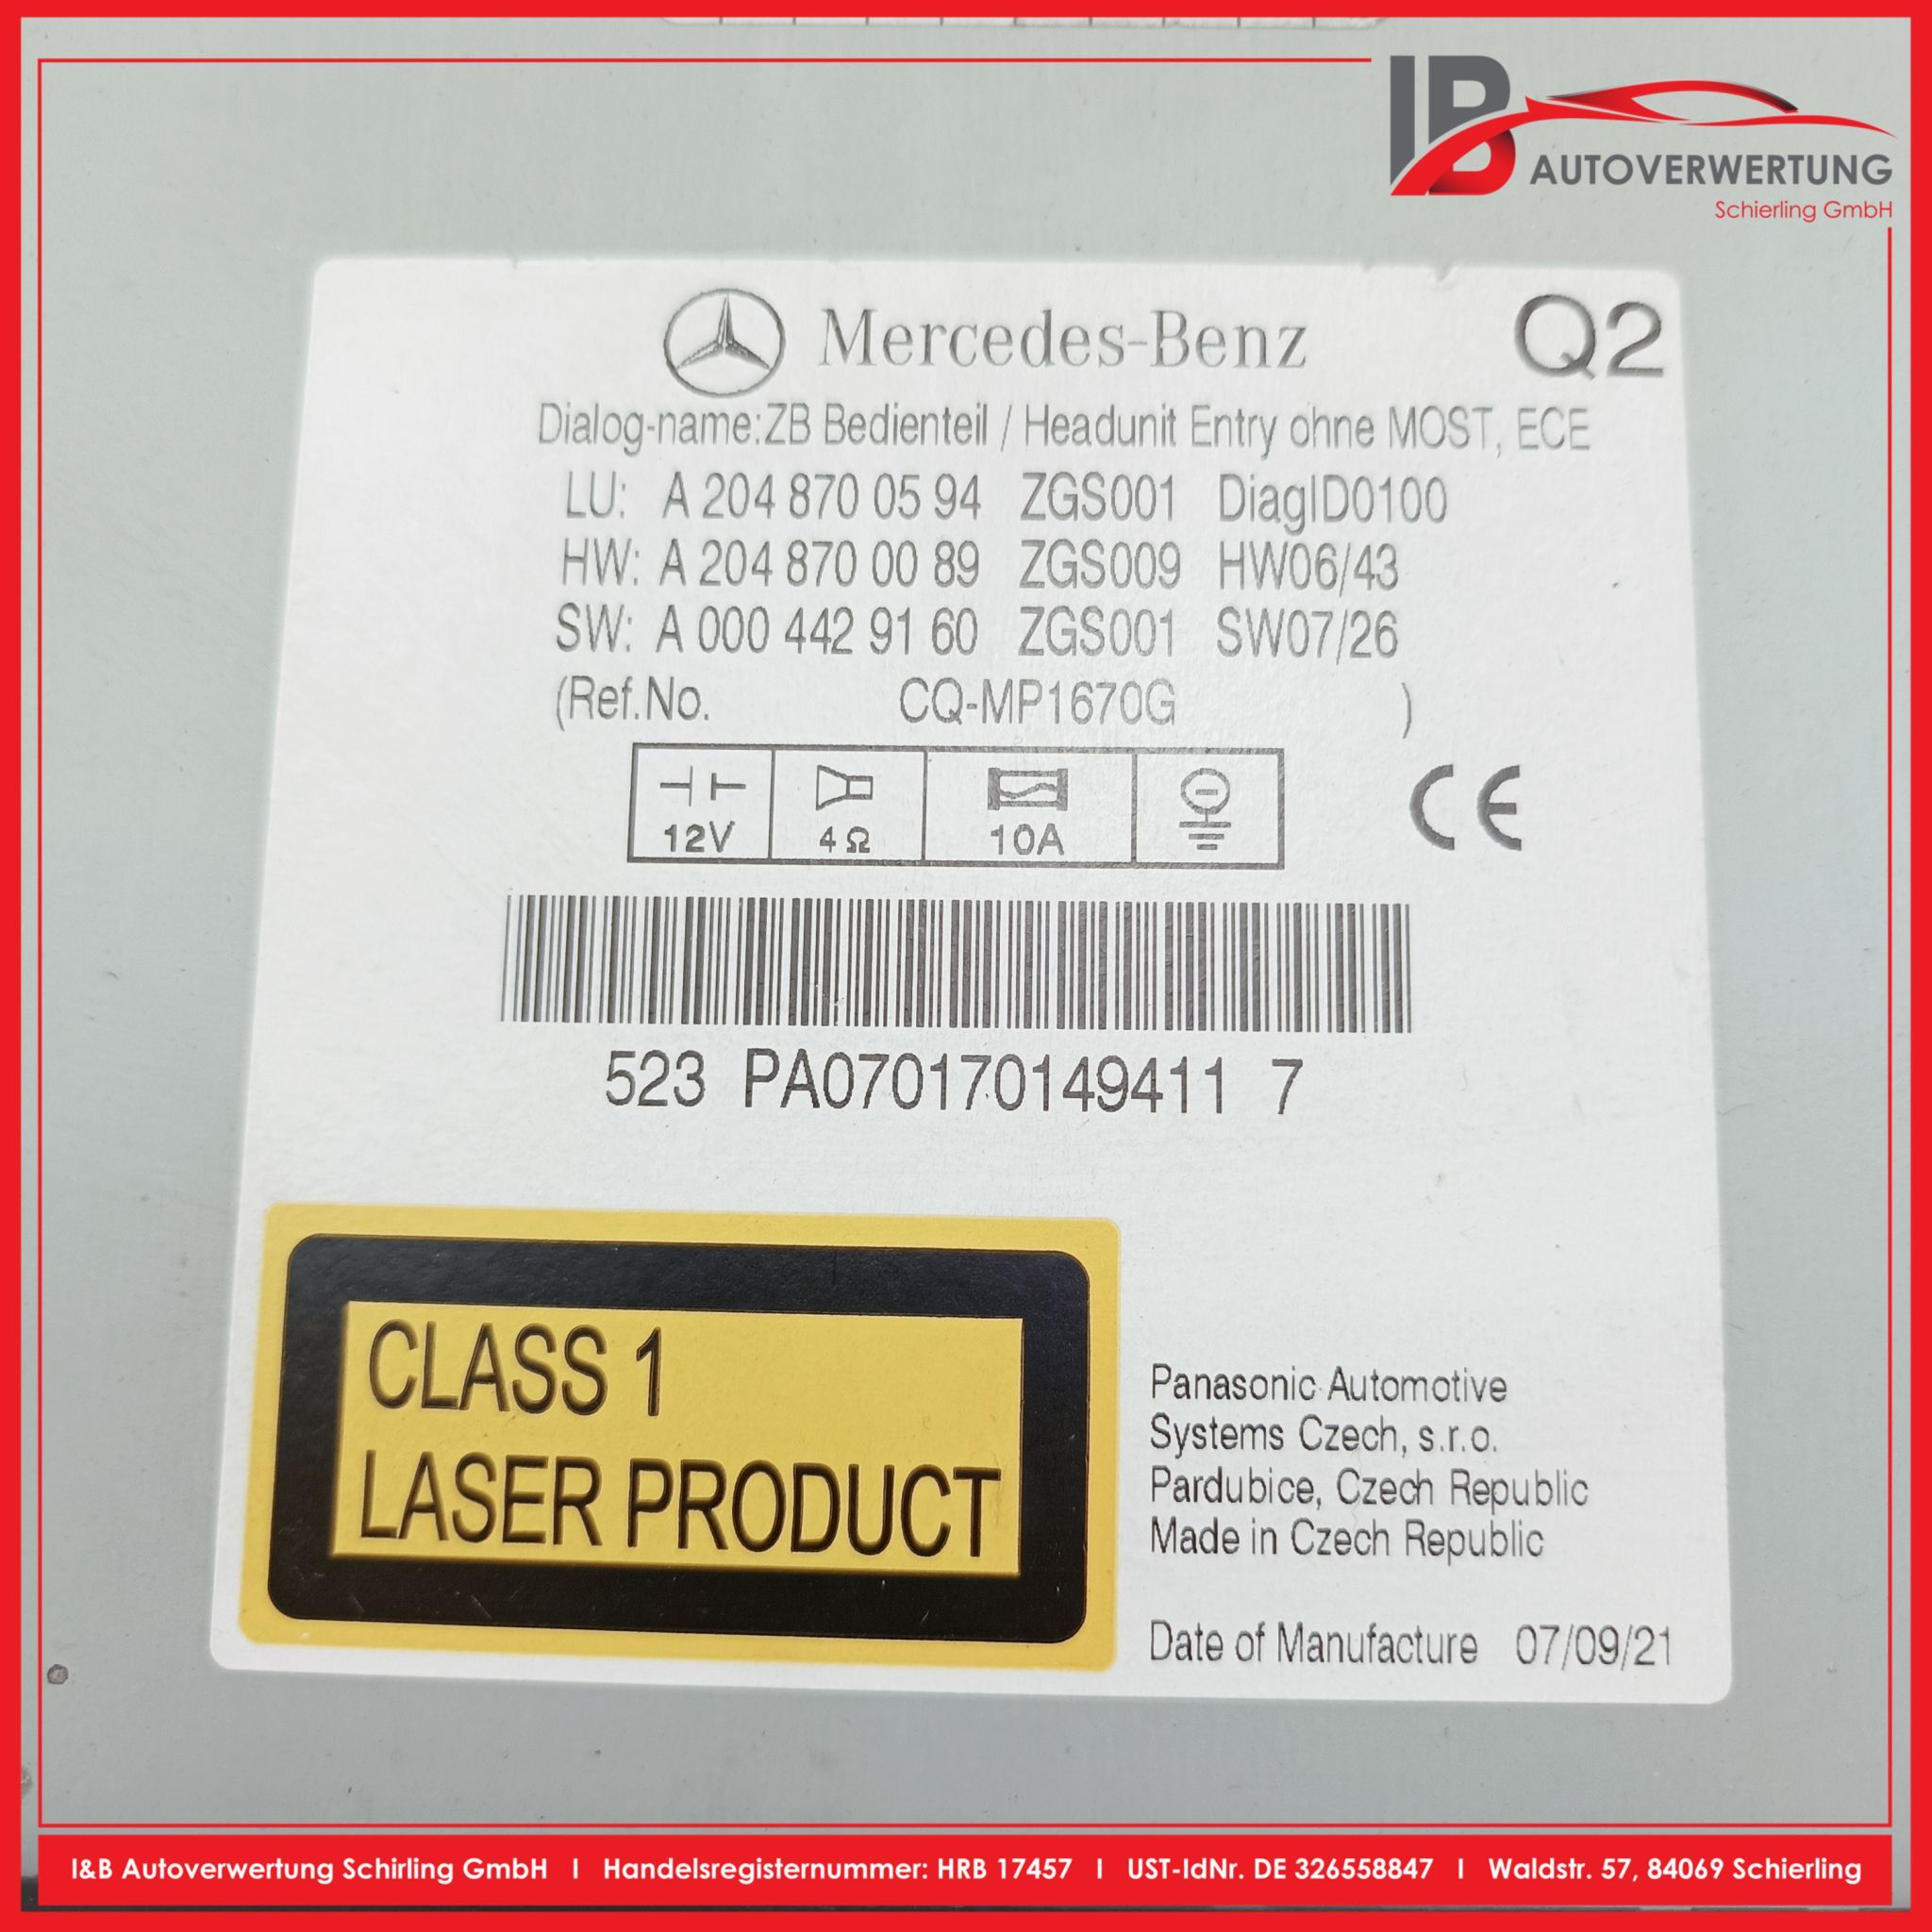 IB
AUTOVERWERTUNG
Schierling GmbH
Mercedes-Benz Q2
Dialog-name:ZB Bedienteil / Headunit Entry ohne MOST, ECE
LU: A 204 870 05 94 ZGS001 DiagID0100
HW: A 204 870 00 89 ZGS009 HW06/43
SW: A 000 442 91 60 ZGS001 SW07/26
(Ref.No. CQ-MP1670G )
12V 4Ω 10A
CE
523 PA070170149411 7
CLASS 1
LASER PRODUCT
Panasonic Automotive
Systems Czech, s.r.o.
Pardubice, Czech Republic
Made in Czech Republic
Date of Manufacture 07/09/21
I&B Autoverwertung Schirling GmbH I Handelsregisternummer: HRB 17457 I UST-IdNr. DE 326558847 I Waldstr. 57, 84069 Schierling